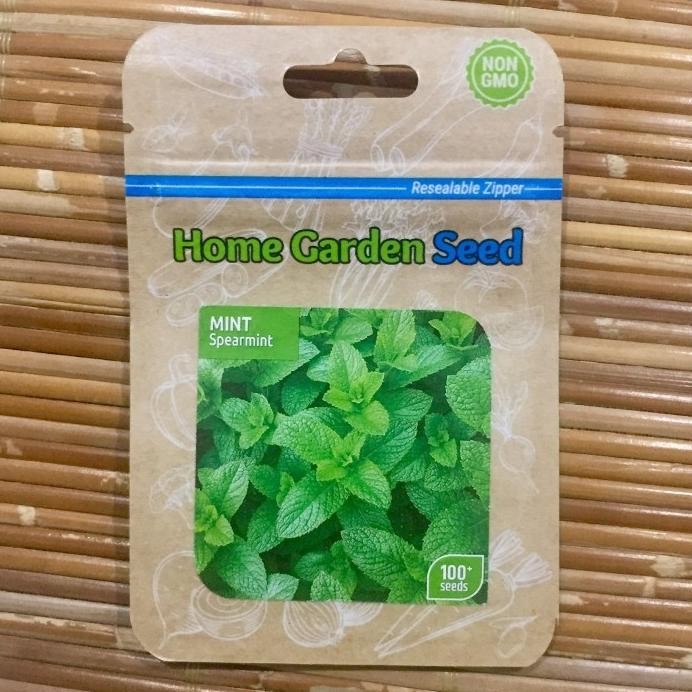 NON
GMO
Resealable Zipper
Home Garden Seed
MINT
Spearmint
100+
seeds